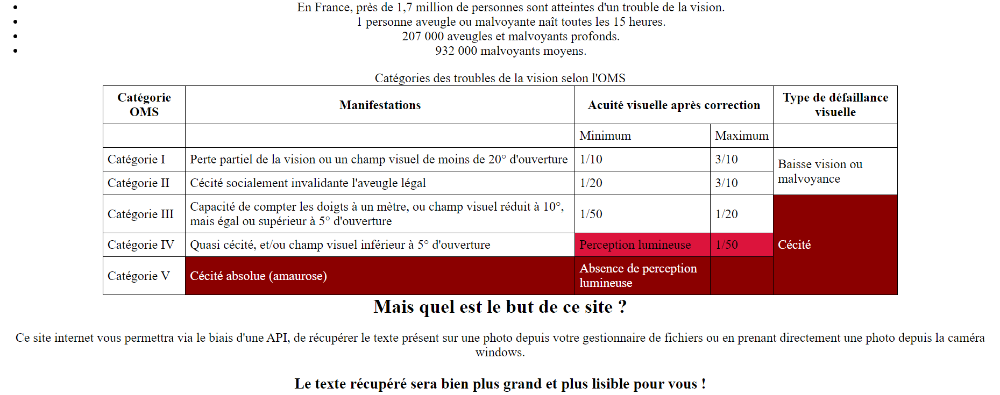 En France, près de 1,7 million de personnes sont atteintes d'un trouble de la vision.
1 personne aveugle ou malvoyante naît toutes les 15 heures.
207 000 aveugles et malvoyants profonds.
932 000 malvoyants moyens.
Catégories des troubles de la vision selon l'OMS
Catégorie OMS | Manifestations | Acuité visuelle après correction | Type de défaillance visuelle
Minimum | Maximum
Catégorie I | Perte partiel de la vision ou un champ visuel de moins de 20° d'ouverture | 1/10 | 3/10 | Baisse vision ou malvoyance
Catégorie II | Cécité socialement invalidante l'aveugle légal | 1/20 | 3/10
Catégorie III | Capacité de compter les doigts à un mètre, ou champ visuel réduit à 10°, mais égal ou supérieur à 5° d'ouverture | 1/50 | 1/20 | Cécité
Catégorie IV | Quasi cécité, et/ou champ visuel inférieur à 5° d'ouverture | Perception lumineuse | 1/50
Catégorie V | Cécité absolue (amaurose) | Absence de perception lumineuse
Mais quel est le but de ce site ?
Ce site internet vous permettra via le biais d'une API, de récupérer le texte présent sur une photo depuis votre gestionnaire de fichiers ou en prenant directement une photo depuis la caméra
windows.
Le texte récupéré sera bien plus grand et plus lisible pour vous !